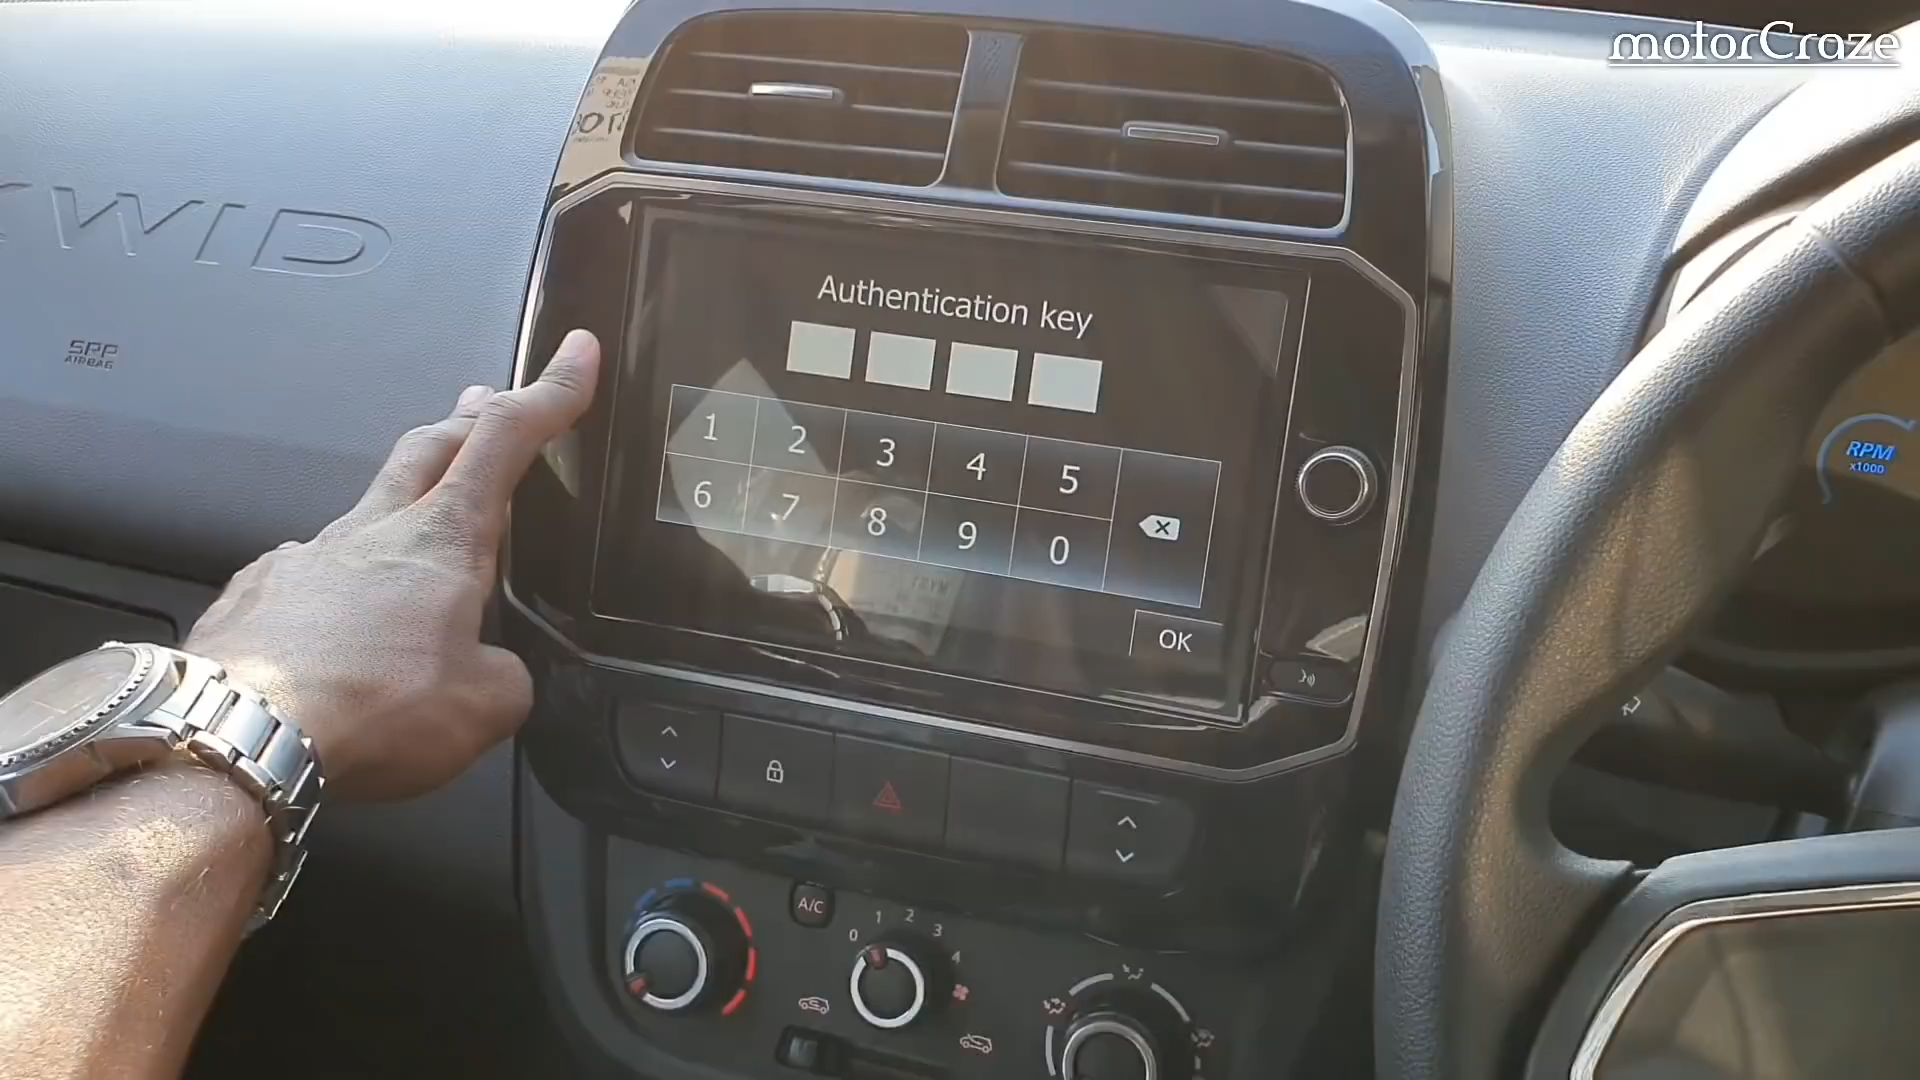 motorCraze
KWID
SRP
AIRBAG
Authentication key
1 2 3 4 5
6 7 8 9 0
OK
RPM
x1000
A/C
0 1 2 3 4